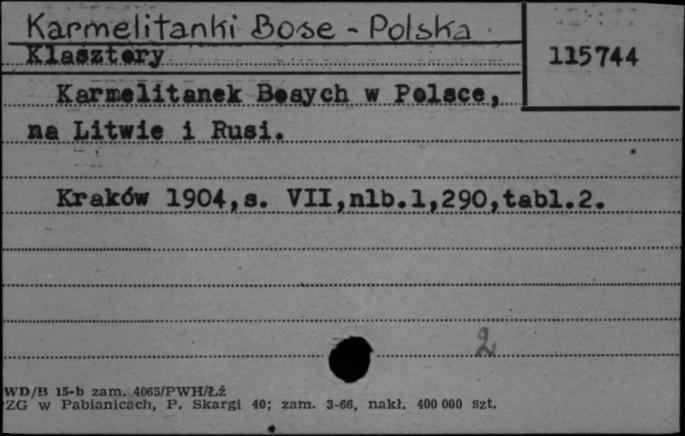 Karmelitanki Bose - Polska
Klasztory
115744
Karmelitanek Bosych w Polsce,
na Litwie i Rusi.
Kraków 1904,s. VII,nlb.1,290,tabl.2.
2
WD/B 15-b zam. 4065/PWH/Łź
ZG w Pabianicach, P. Skargi 40; zam. 3-66, nakł. 400 000 szt.